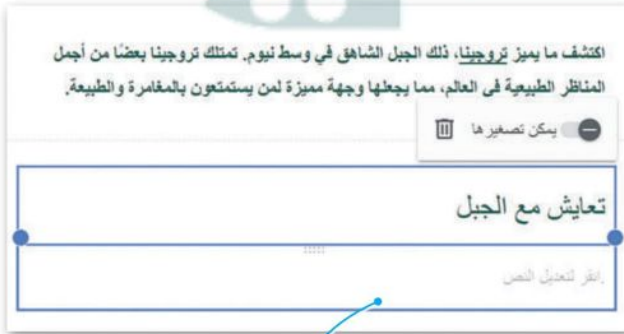 اكتشف ما يميز تروجينا، ذلك الجبل الشاهق في وسط نيوم. تمتلك تروجينا بعضًا من أجمل
المناظر الطبيعية في العالم، مما يجعلها وجهة مميزة لمن يستمتعون بالمغامرة والطبيعة.
يمكن تصغيرها
تعايش مع الجبل
انقر لتعديل النص.